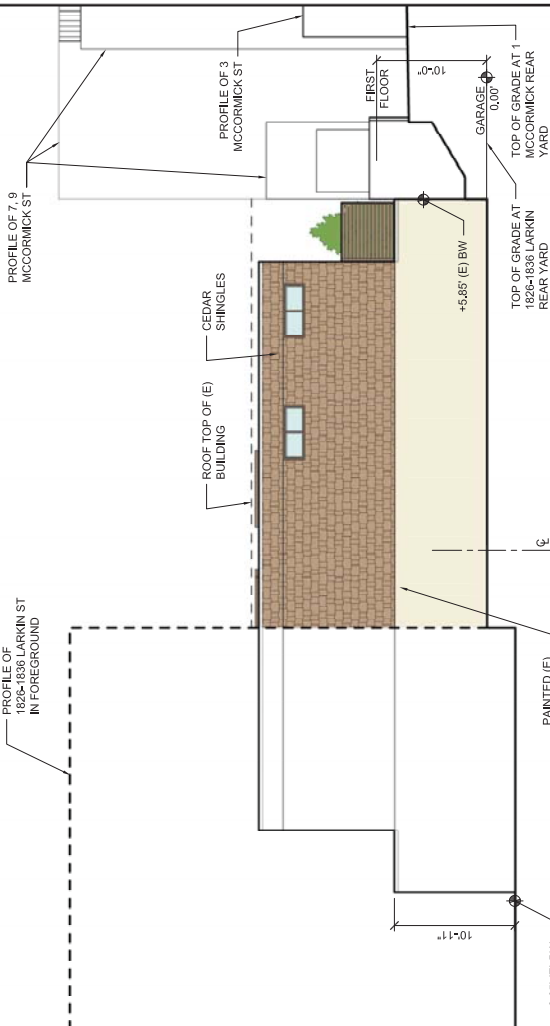 PROFILE OF
1826-1836 LARKIN ST
IN FOREGROUND
ROOF TOP OF (E)
BUILDING
CEDAR
SHINGLES
PROFILE OF 7, 9
MCCORMICK ST
PROFILE OF 3
MCCORMICK ST
FIRST
FLOOR
10'-0"
GARAGE
0.00'
TOP OF GRADE AT 1
MCCORMICK REAR
YARD
TOP OF GRADE AT
1826-1836 LARKIN
REAR YARD
+5.85' (E) BW
10'-11"
PAINTED (E)